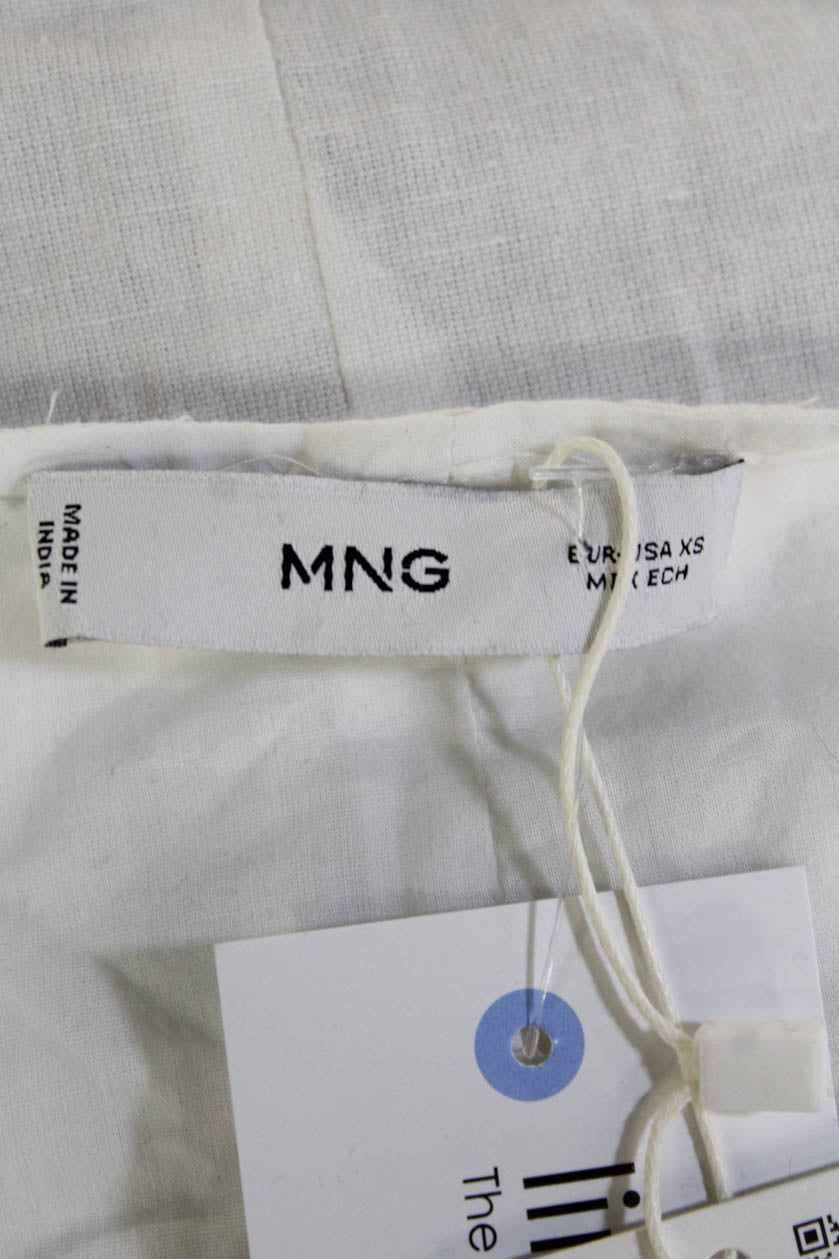 MADE IN
INDIA
MNG
EUR-USA XS
MEX ECH
The